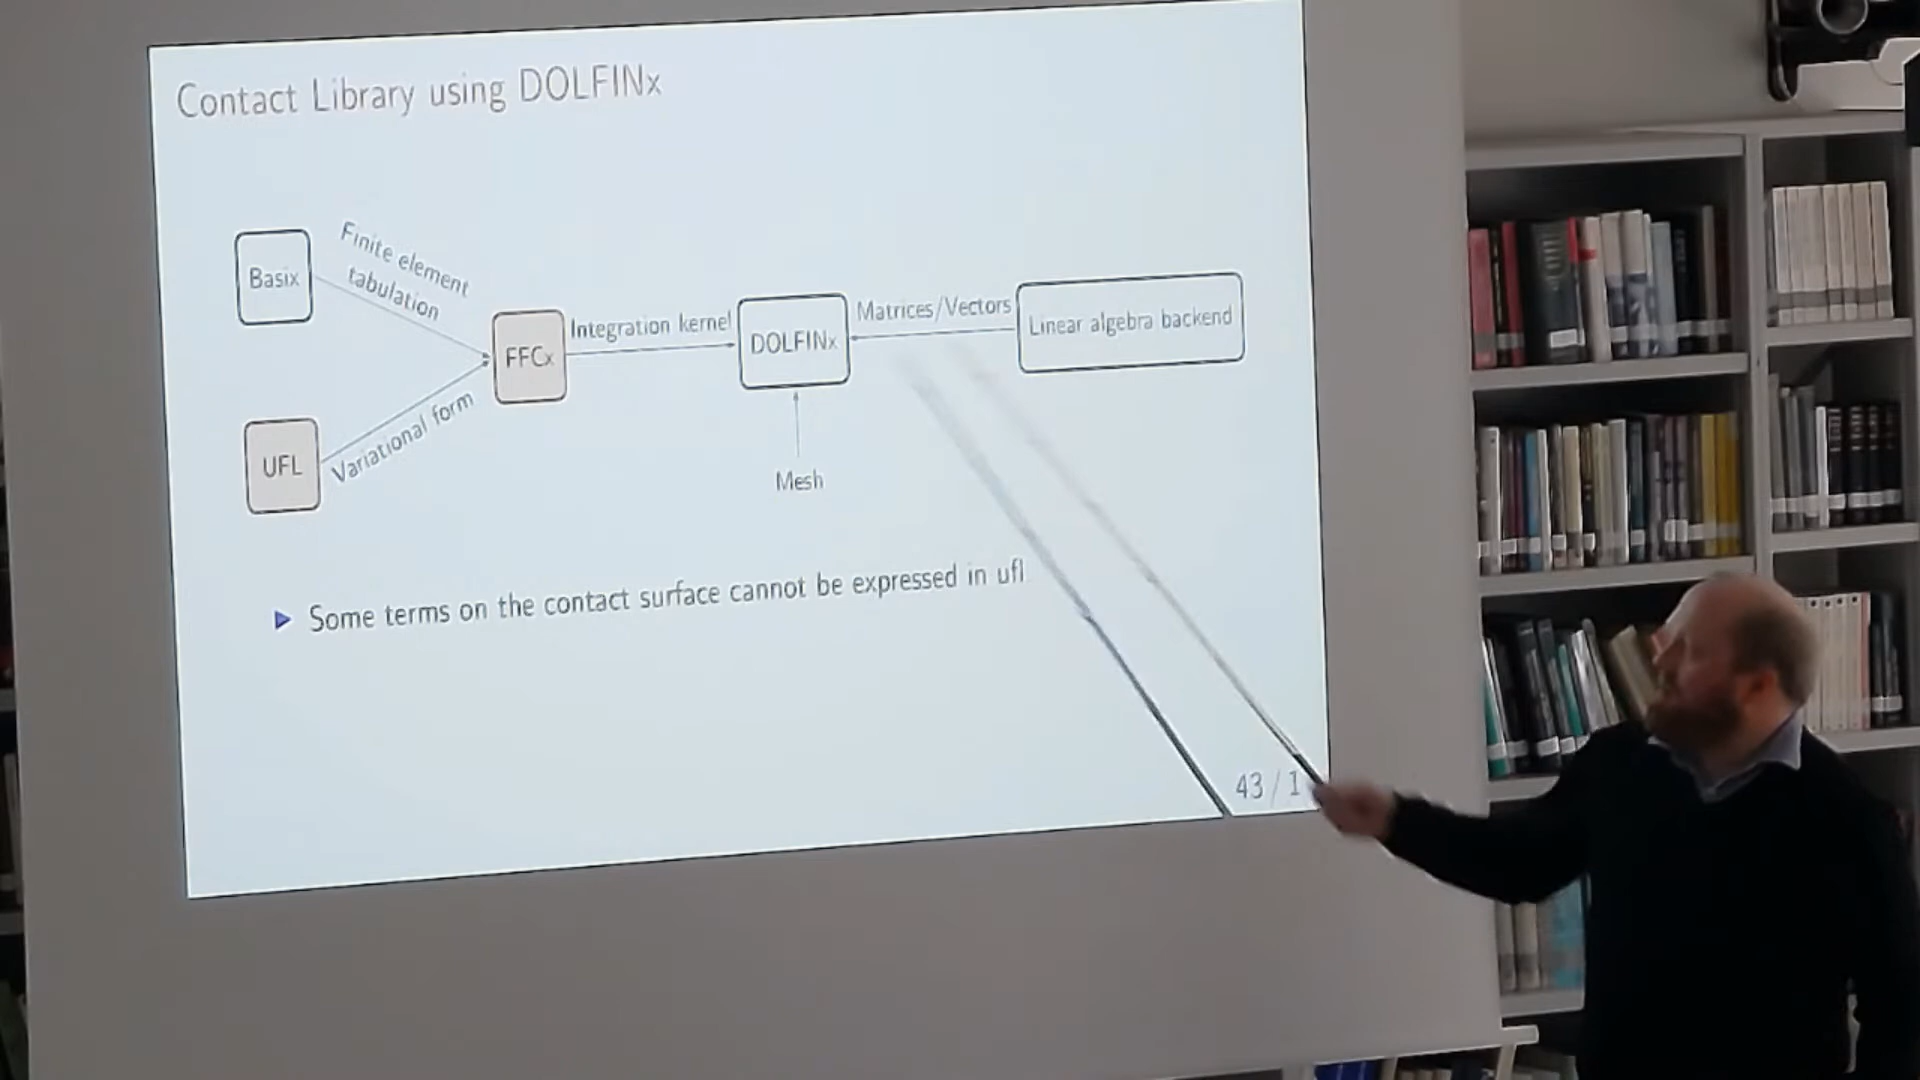 Contact Library using DOLFINx
Basix
Finite element
tabulation
FFCx
Integration kernel
DOLFINx
Matrices/Vectors
Linear algebra backend
UFL
Variational form
Mesh
Some terms on the contact surface cannot be expressed in ufl
43 / 1